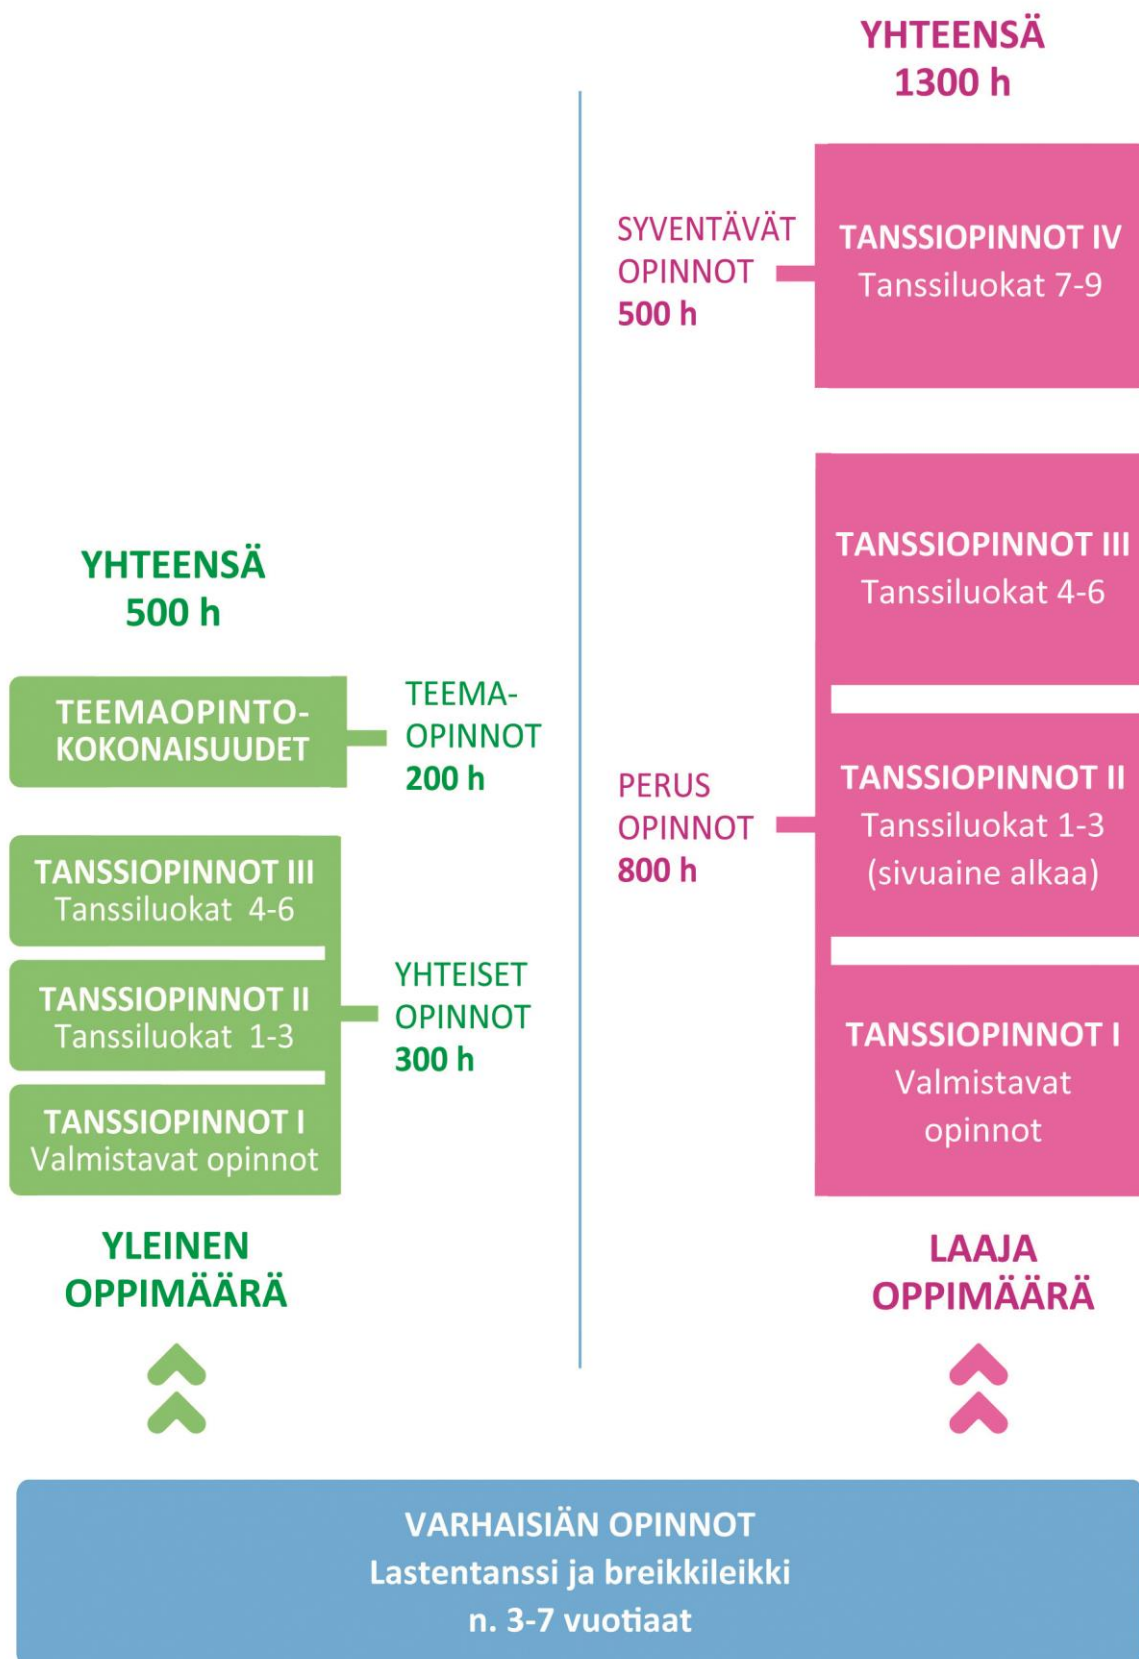 YHTEENSÄ
500 h
TEEMAOPINTO-
KOKONAISUUDET
TEEMA-
OPINNOT
200 h
TANSSIOPINNOT III
Tanssiluokat 4-6
TANSSIOPINNOT II
Tanssiluokat 1-3
TANSSIOPINNOT I
Valmistavat opinnot
YHTEISET
OPINNOT
300 h
YLEINEN
OPPIMÄÄRÄ
YHTEENSÄ
1300 h
SYVENTÄVÄT
OPINNOT
500 h
TANSSIOPINNOT IV
Tanssiluokat 7-9
TANSSIOPINNOT III
Tanssiluokat 4-6
PERUS
OPINNOT
800 h
TANSSIOPINNOT II
Tanssiluokat 1-3
(sivuaine alkaa)
TANSSIOPINNOT I
Valmistavat
opinnot
LAAJA
OPPIMÄÄRÄ
VARHAISIÄN OPINNOT
Lastentanssi ja breikkileikki
n. 3-7 vuotiaat